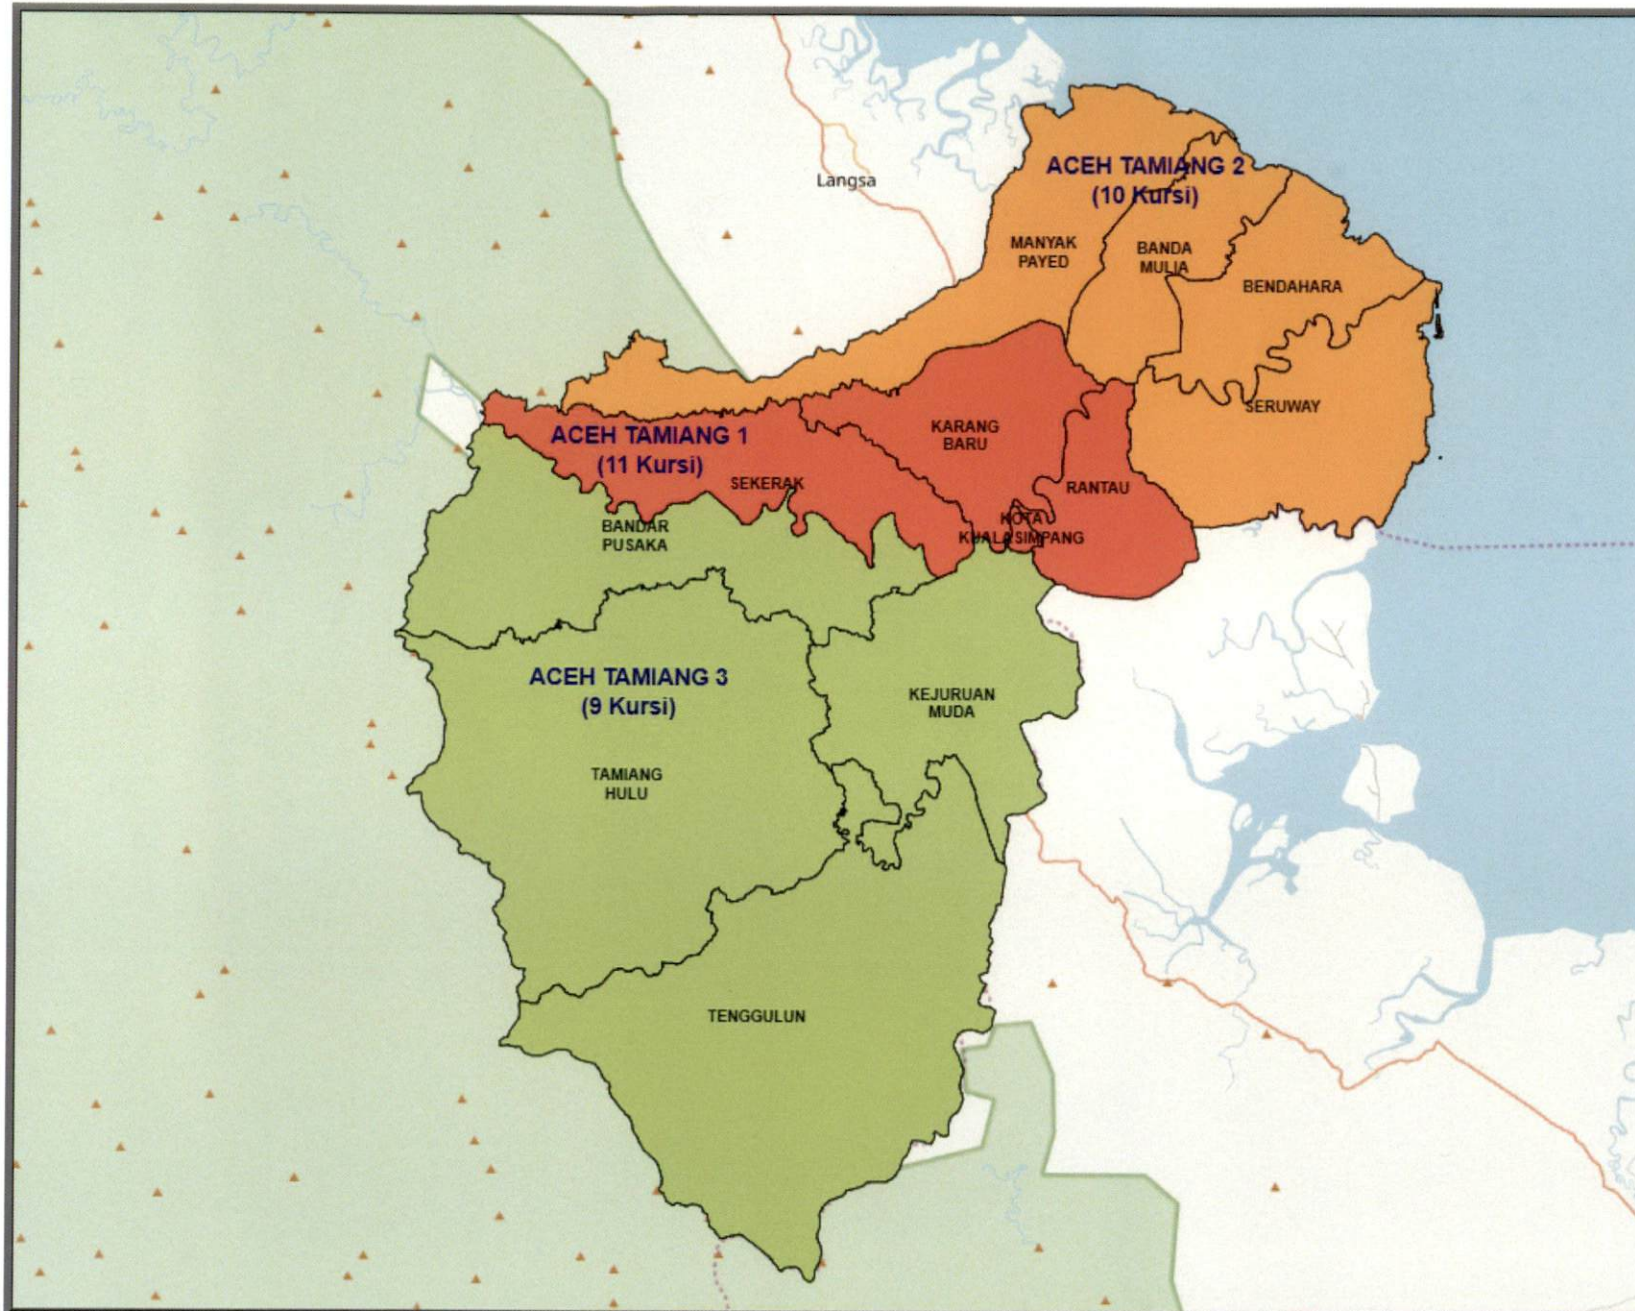 Langsa
ACEH TAMIANG 2
(10 Kursi)
MANYAK
PAYED
BANDA
MULIA
BENDAHARA
SERUWAY
ACEH TAMIANG 1
(11 Kursi)
KARANG
BARU
SEKERAK
RANTAU
KOTA
KUALASIMPANG
BANDAR
PUSAKA
ACEH TAMIANG 3
(9 Kursi)
KEJURUAN
MUDA
TAMIANG
HULU
TENGGULUN